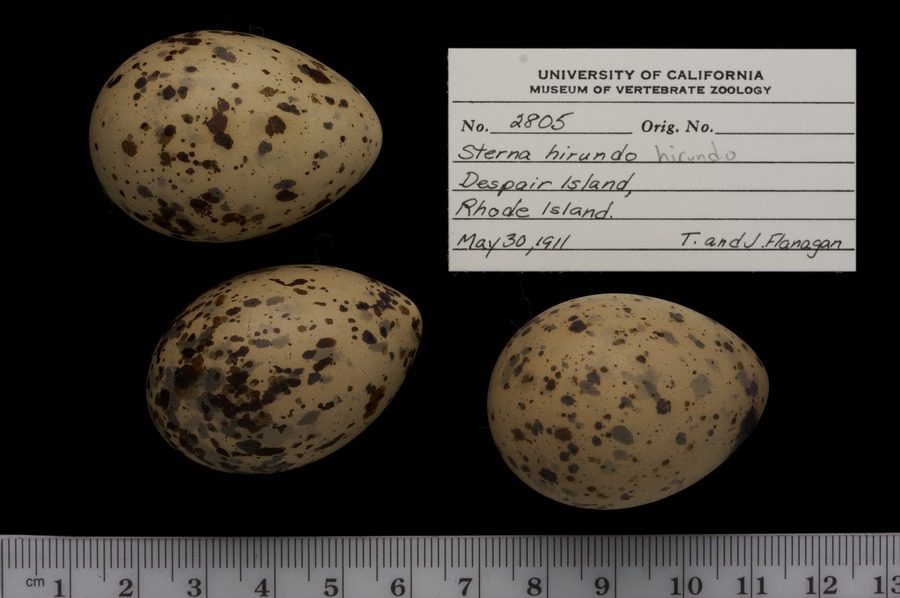 UNIVERSITY OF CALIFORNIA
MUSEUM OF VERTEBRATE ZOOLOGY
No. 2805 Orig. No.
Sterna hirundo hirundo
Despair Island,
Rhode Island.
May 30, 1911 T. and J. Flanagan
cm 1 2 3 4 5 6 7 8 9 10 11 12 13